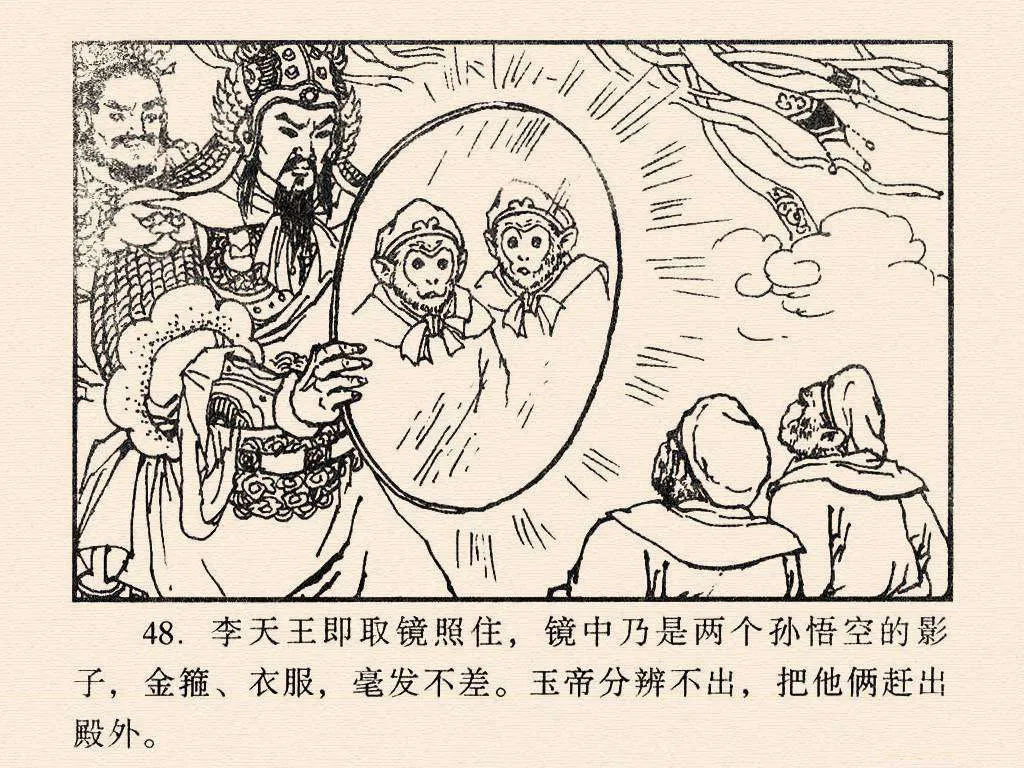 48. 李天王即取镜照住，镜中乃是两个孙悟空的影
子，金箍、衣服，毫发不差。玉帝分辨不出，把他俩赶出
殿外。